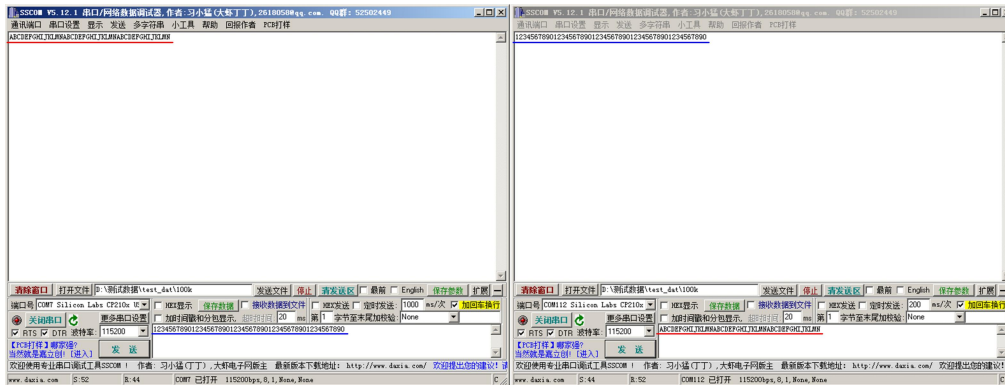 SSCOM V5.12.1 串口/网络数据调试器,作者:习小猛(大虾丁丁),2618058@qq.com. QQ群: 52502449
通讯端口 串口设置 显示 发送 多字符串 小工具 帮助 回报作者 PCB打样
ABCDEFGHIJKLMNABCDEFGHIJKLMNABCDEFGHIJKLMN
清除窗口 打开文件 D:\测试数据\test_dat\100k 发送文件 停止 清发送区 最前 English 保存参数 扩展 —
端口号 COM7 Silicon Labs CP210x U HEX显示 保存数据 接收数据到文件 HEX发送 定时发送: 1000 ms/次 加回车换行
关闭串口 更多串口设置 加时间戳和分包显示. 超时时间: 20 ms 第 1 字节至末尾加校验: None
RTS DTR 波特率: 115200 12345678901234567890123456789012345678901234567890
【PCB打样】哪家强?
当然就是嘉立创! [进入] 发 送
欢迎使用专业串口调试工具SSCOM ! 作者: 习小猛(丁丁) ,大虾电子网版主 最新版本下载地址: http://www.daxia.com/ 欢迎提出您的建议!
www.daxia.com S:52 R:44 COM7 已打开 115200bps,8,1,None,None
SSCOM V5.12.1 串口/网络数据调试器,作者:习小猛(大虾丁丁),2618058@qq.com. QQ群: 52502449
通讯端口 串口设置 显示 发送 多字符串 小工具 帮助 回报作者 PCB打样
12345678901234567890123456789012345678901234567890
清除窗口 打开文件 D:\测试数据\test_dat\100k 发送文件 停止 清发送区 最前 English 保存参数 扩展 —
端口号 COM112 Silicon Labs CP210x HEX显示 保存数据 接收数据到文件 HEX发送 定时发送: 200 ms/次 加回车换行
关闭串口 更多串口设置 加时间戳和分包显示. 超时时间: 20 ms 第 1 字节至末尾加校验: None
RTS DTR 波特率: 115200 ABCDEFGHIJKLMNABCDEFGHIJKLMNABCDEFGHIJKLMN
【PCB打样】哪家强?
当然就是嘉立创! [进入] 发 送
欢迎使用专业串口调试工具SSCOM ! 作者: 习小猛(丁丁) ,大虾电子网版主 最新版本下载地址: http://www.daxia.com/ 欢迎提出您的建议
www.daxia.com S:44 R:52 COM112 已打开 115200bps,8,1,None,None